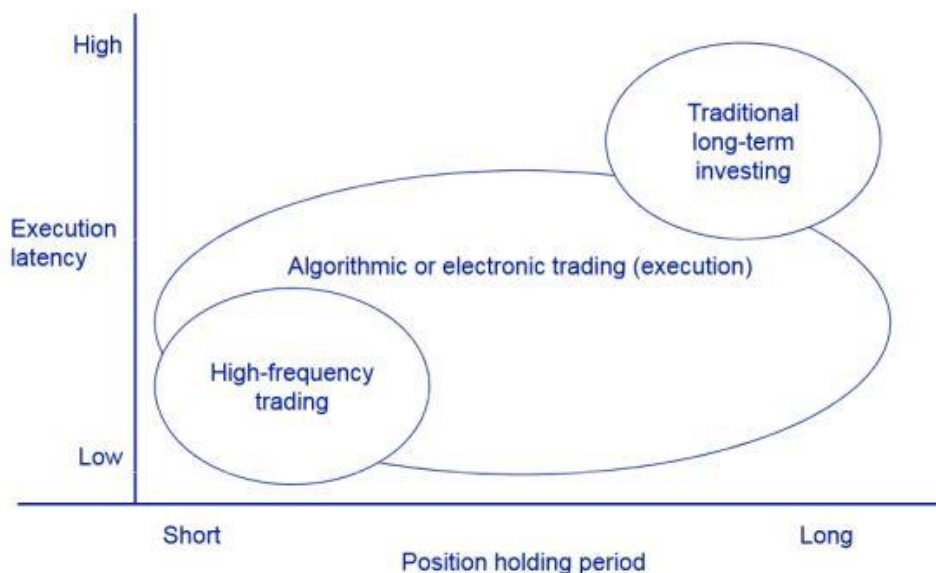 High
Traditional
long-term
investing
Execution
latency
Algorithmic or electronic trading (execution)
High-frequency
trading
Low
Short
Long
Position holding period